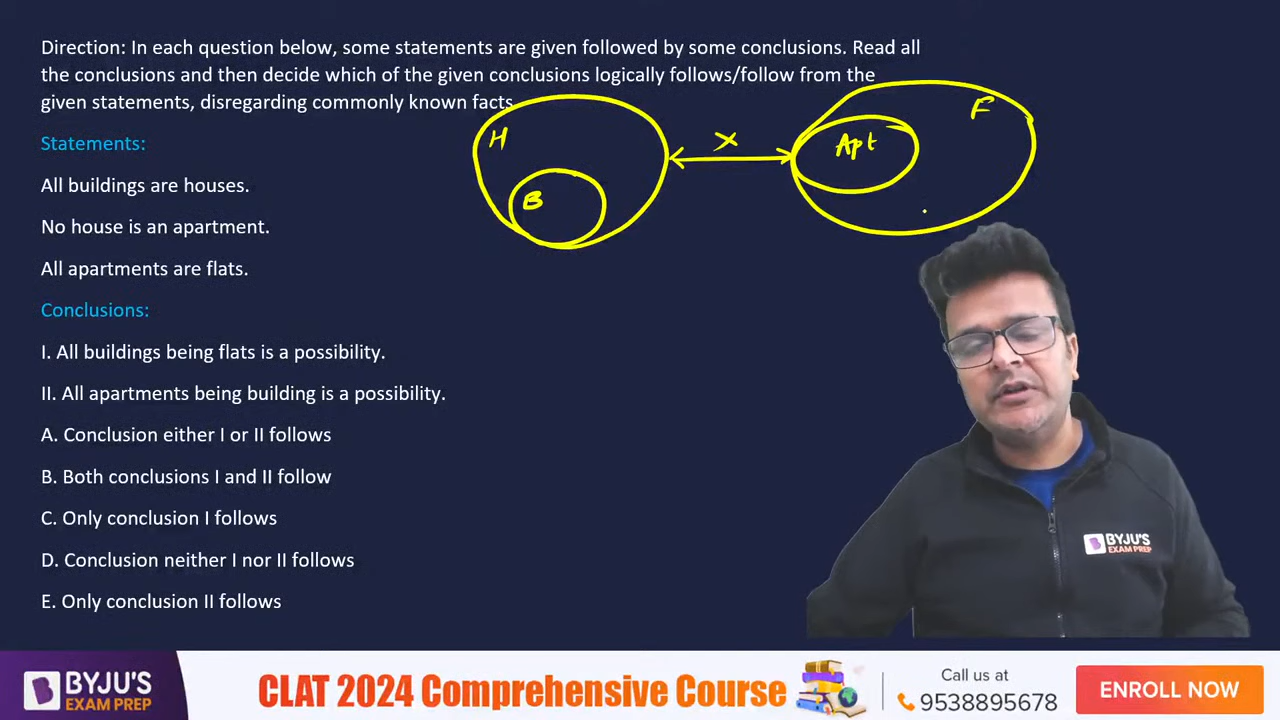 Direction: In each question below, some statements are given followed by some conclusions. Read all
the conclusions and then decide which of the given conclusions logically follows/follow from the
given statements, disregarding commonly known facts.
H
X
Apt
F
B
Statements:
All buildings are houses.
No house is an apartment.
All apartments are flats.
Conclusions:
I. All buildings being flats is a possibility.
II. All apartments being building is a possibility.
A. Conclusion either I or II follows
B. Both conclusions I and II follow
C. Only conclusion I follows
D. Conclusion neither I nor II follows
E. Only conclusion II follows
BYJU'S
EXAM PREP
BYJU'S
EXAM PREP
CLAT 2024 Comprehensive Course
Call us at
9538895678
ENROLL NOW